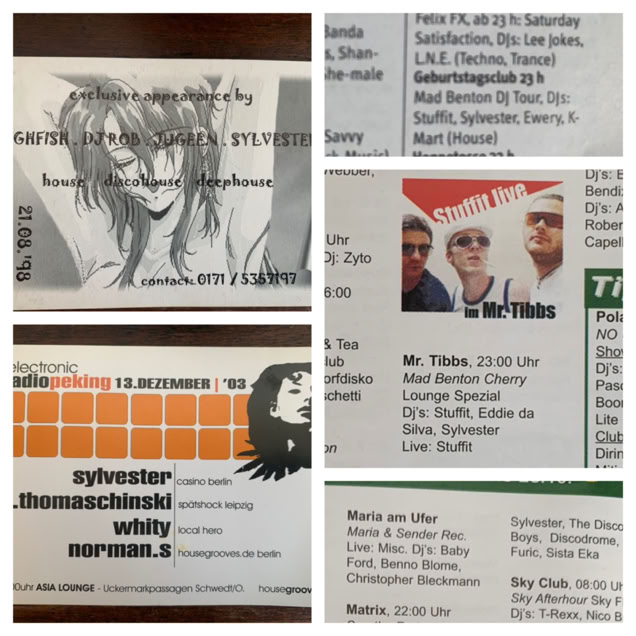 exclusive appearance by
GHFISH . DJ ROB . JUGEEN . SYLVESTER
house discohouse deephouse
21.08.'98
contact: 0171 / 5357197
electronic
radiopeking 13.DEZEMBER | '03
sylvester casino berlin
.thomaschinski spätshock leipzig
whity local hero
norman.s housegrooves.de berlin
00uhr ASIA LOUNGE - Uckermarkpassagen Schwedt/O. housegroov
Banda
s, Shan-
he-male
Savvy
Felix FX, ab 23 h: Saturday
Satisfaction, DJs: Lee Jokes,
L.N.E. (Techno, Trance)
Geburtstagsclub 23 h
Mad Benton DJ Tour, DJs:
Stuffit, Sylvester, Ewery, K-
Mart (House)
Webber,
Uhr
Dj: Zyto
6:00
& Tea
lub
orfdisko
schetti
on
Stuffit live
im Mr. Tibbs
Mr. Tibbs, 23:00 Uhr
Mad Benton Cherry
Lounge Spezial
Dj's: Stuffit, Eddie da
Silva, Sylvester
Live: Stuffit
Dj's: E
Bendi
Dj's: A
Rober
Capell
Ti
Pola
NO
Show
Dj's:
Pasc
Boor
Lite
Club
Dirin
Maria am Ufer
Maria & Sender Rec.
Live: Misc. Dj's: Baby
Ford, Benno Blome,
Christopher Bleckmann
Matrix, 22:00 Uhr
Sylvester, The Disco
Boys, Discodrome,
Furic, Sista Eka
Sky Club, 08:00 Uh
Sky Afterhour Sky F
Dj's: T-Rexx, Nico B